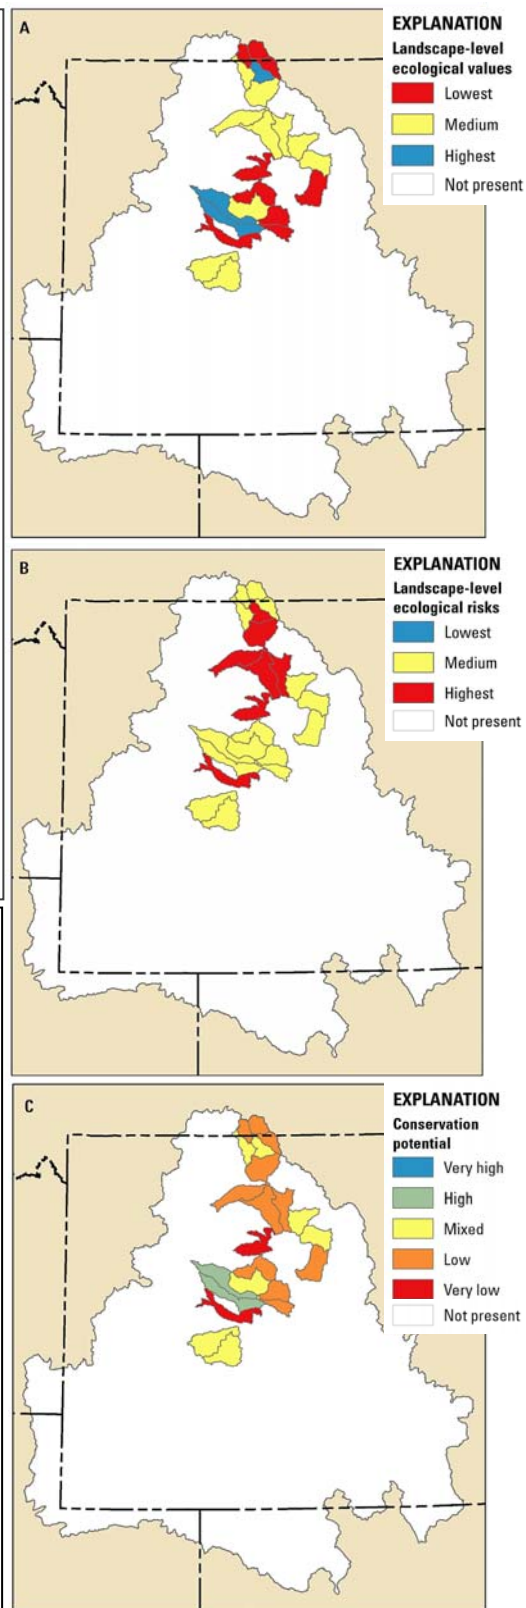 A
EXPLANATION
Landscape-level
ecological values
Lowest
Medium
Highest
Not present
B
EXPLANATION
Landscape-level
ecological risks
Lowest
Medium
Highest
Not present
C
EXPLANATION
Conservation
potential
Very high
High
Mixed
Low
Very low
Not present